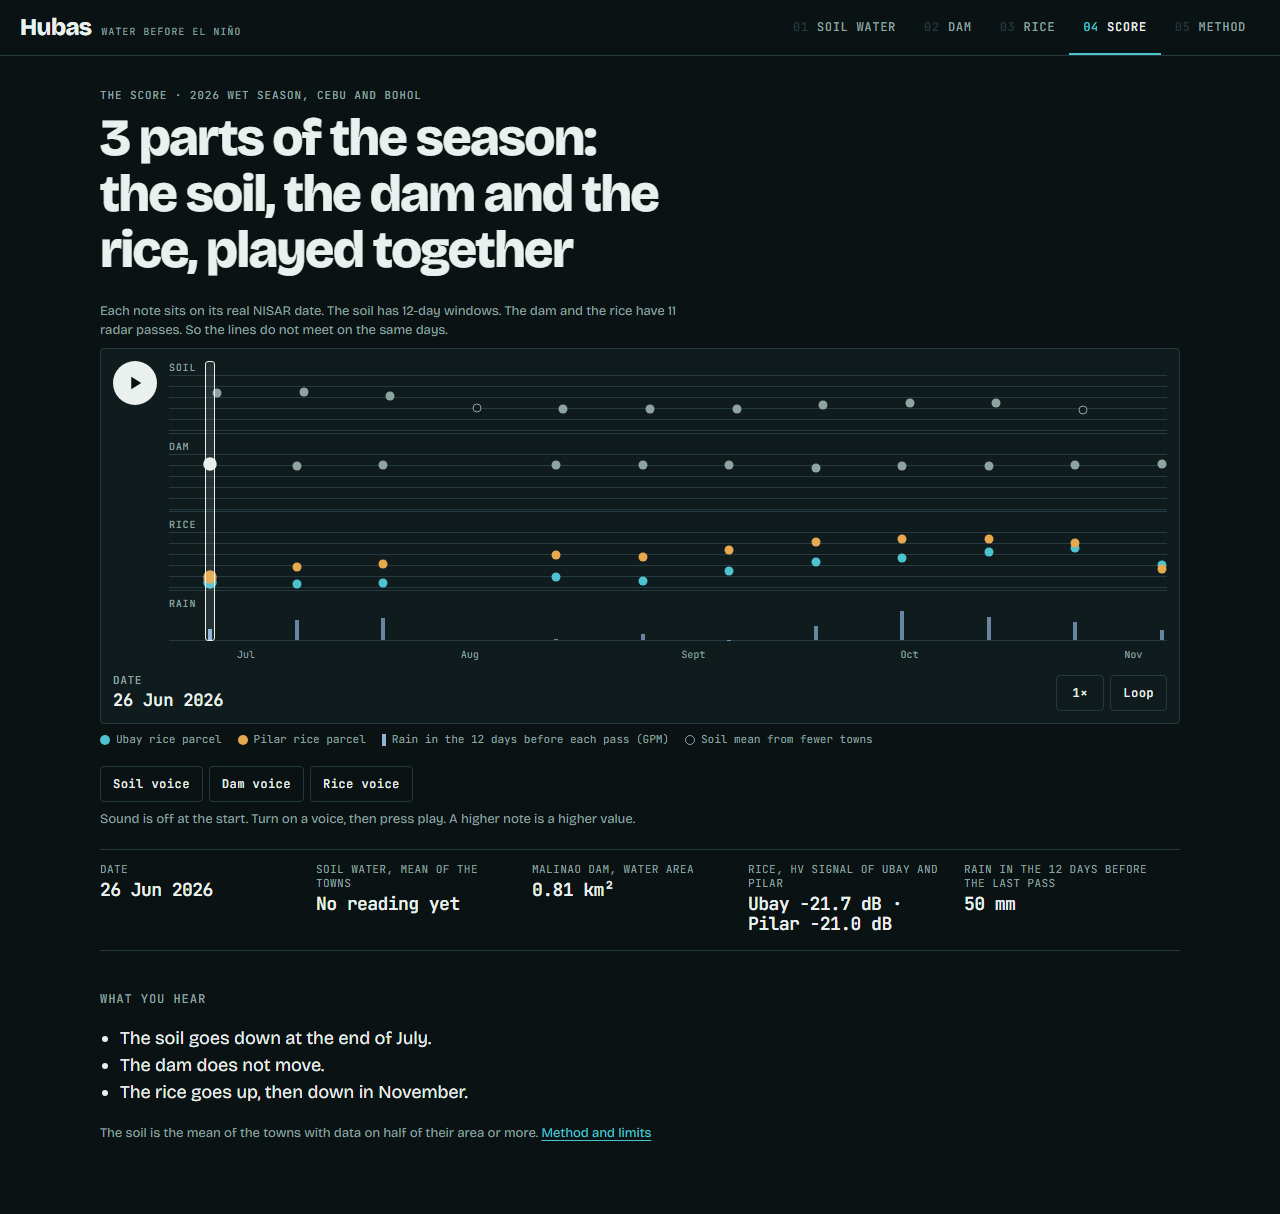 Hubas WATER BEFORE EL NIÑO
01 SOIL WATER
02 DAM
03 RICE
04 SCORE
05 METHOD
THE SCORE · 2026 WET SEASON, CEBU AND BOHOL
3 parts of the season:
the soil, the dam and the
rice, played together
Each note sits on its real NISAR date. The soil has 12-day windows. The dam and the rice have 11
radar passes. So the lines do not meet on the same days.
SOIL
DAM
RICE
RAIN
Jul
Aug
Sept
Oct
Nov
DATE
26 Jun 2026
1×
Loop
Ubay rice parcel
Pilar rice parcel
Rain in the 12 days before each pass (GPM)
Soil mean from fewer towns
Soil voice
Dam voice
Rice voice
Sound is off at the start. Turn on a voice, then press play. A higher note is a higher value.
DATE
26 Jun 2026
SOIL WATER, MEAN OF THE
TOWNS
No reading yet
MALINAO DAM, WATER AREA
0.81 km²
RICE, HV SIGNAL OF UBAY AND
PILAR
Ubay -21.7 dB ·
Pilar -21.0 dB
RAIN IN THE 12 DAYS BEFORE
THE LAST PASS
50 mm
WHAT YOU HEAR
• The soil goes down at the end of July.
• The dam does not move.
• The rice goes up, then down in November.
The soil is the mean of the towns with data on half of their area or more. Method and limits